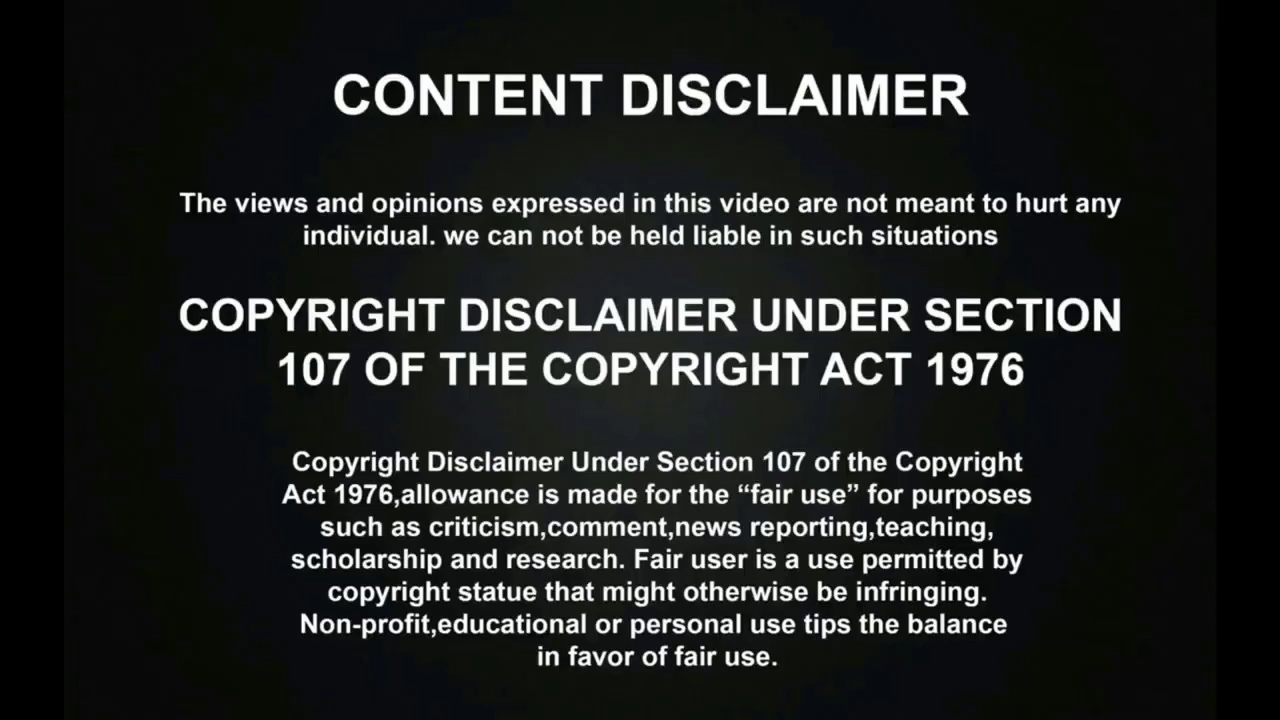 CONTENT DISCLAIMER
The views and opinions expressed in this video are not meant to hurt any
individual. we can not be held liable in such situations
COPYRIGHT DISCLAIMER UNDER SECTION
107 OF THE COPYRIGHT ACT 1976
Copyright Disclaimer Under Section 107 of the Copyright
Act 1976,allowance is made for the “fair use” for purposes
such as criticism,comment,news reporting,teaching,
scholarship and research. Fair user is a use permitted by
copyright statue that might otherwise be infringing.
Non-profit,educational or personal use tips the balance
in favor of fair use.